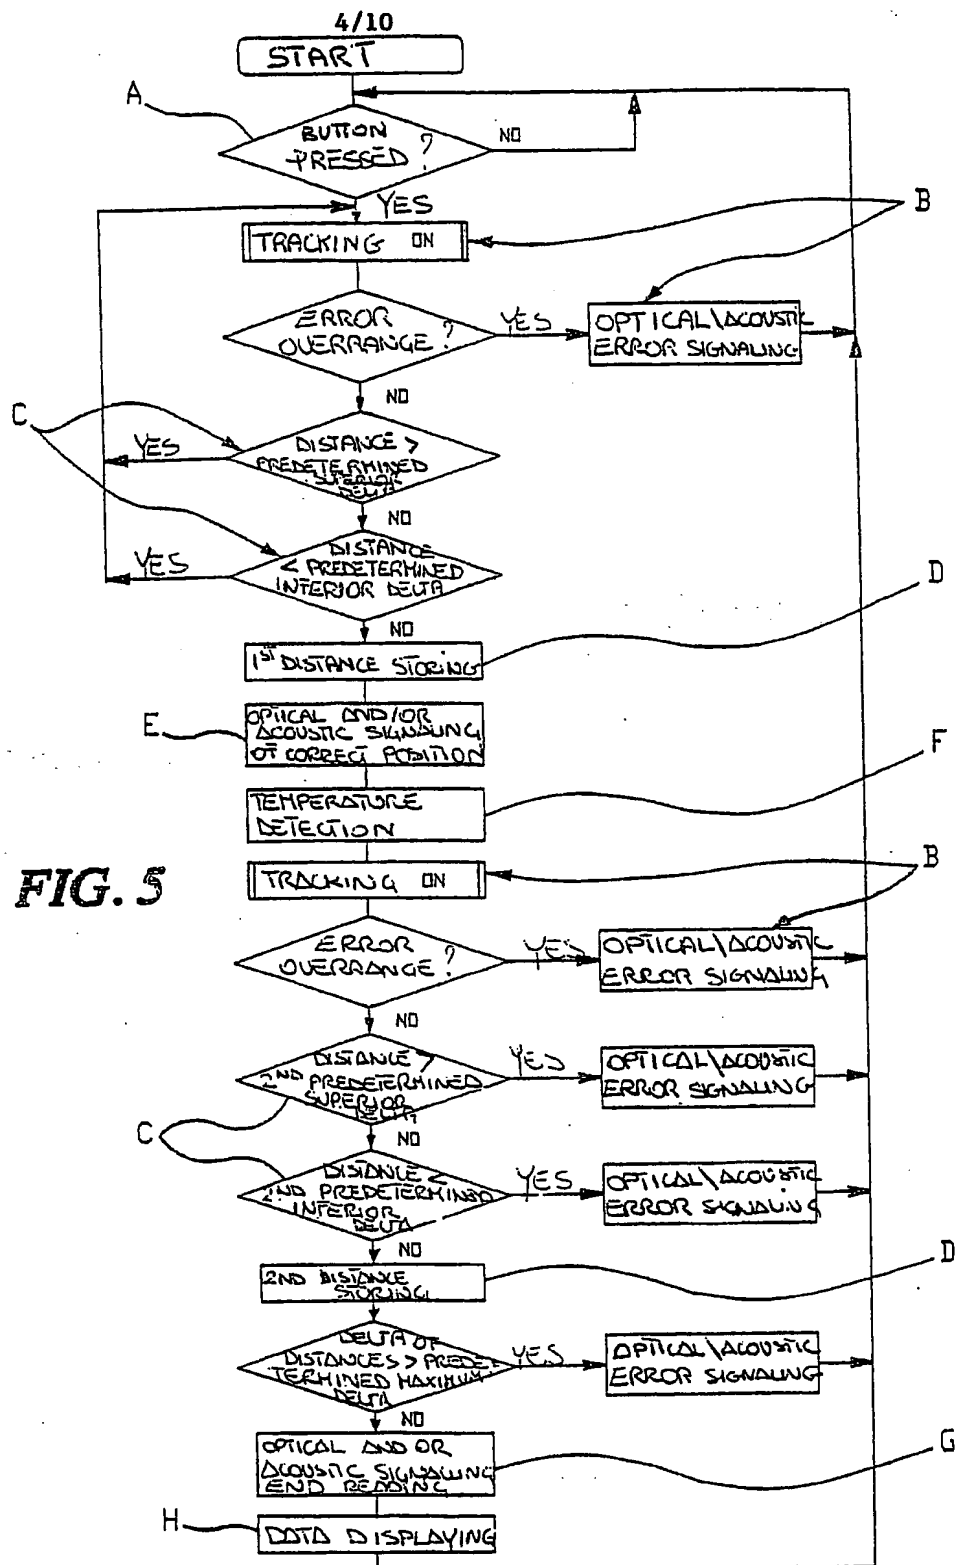 4/10
START
A
BUTTON
PRESSED?
NO
YES
B
TRACKING ON
ERROR
OVERRANGE?
YES
OPTICAL\ACOUSTIC
ERROR SIGNALING
NO
C
DISTANCE >
PREDETERMINED
SUPERIOR
DELTA
YES
NO
DISTANCE
< PREDETERMINED
INTERIOR DELTA
YES
D
NO
1ST DISTANCE STORING
E
OPTICAL AND/OR
ACOUSTIC SIGNALING
OF CORRECT POSITION
F
TEMPERATURE
DETECTION
B
TRACKING ON
FIG. 5
ERROR
OVERRANGE?
YES
OPTICAL\ACOUSTIC
ERROR SIGNALING
NO
DISTANCE >
2ND PREDETERMINED
SUPERIOR
DELTA
YES
OPTICAL\ACOUSTIC
ERROR SIGNALING
C
NO
DISTANCE <
2ND PREDETERMINED
INTERIOR
DELTA
YES
OPTICAL\ACOUSTIC
ERROR SIGNALING
NO
D
2ND DISTANCE
STORING
DELTA OF
DISTANCES > PREDE-
TERMINED MAXIMUM
DELTA
YES
OPTICAL\ACOUSTIC
ERROR SIGNALING
NO
G
OPTICAL AND OR
ACOUSTIC SIGNALLING
END READING
H
DATA DISPLAYING